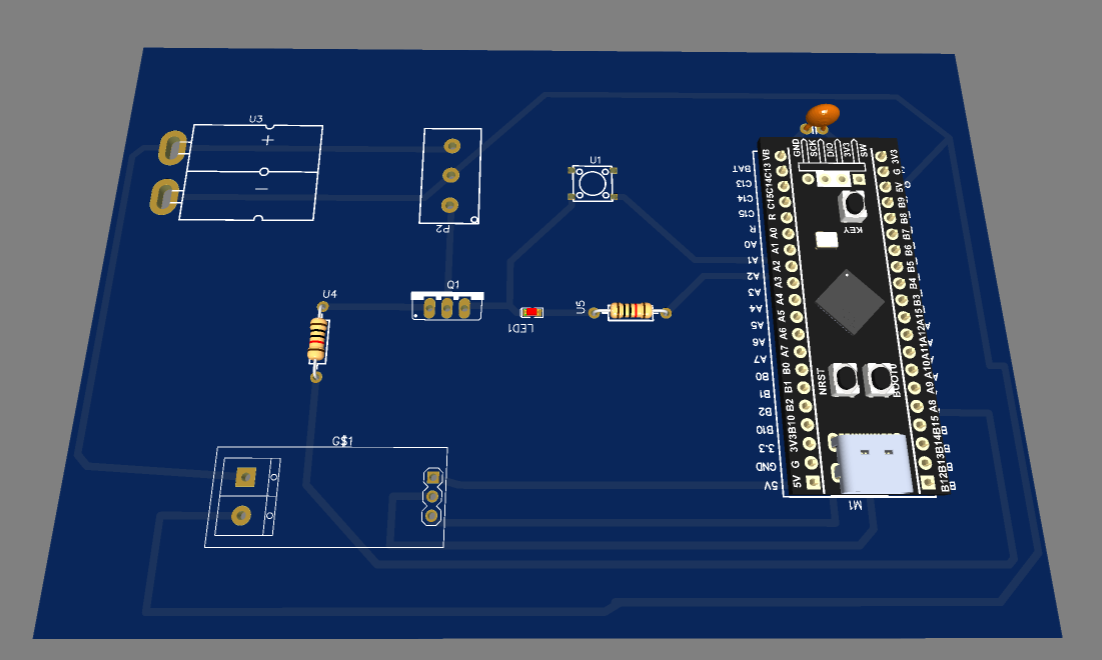 U3
+
−
P2
U1
Q1
U4
LED1
U5
G$1
BAT
C13
C14
C15
R
A0
A1
A2
A3
A4
A5
A6
A7
B0
B1
B2
B10
3.3
GND
5V
VB
C13
C14
C15
R
A0
A1
A2
A3
A4
A5
A6
A7
B0
B1
B2
B10
3V3
G
5V
GND
SCK
DIO
3V3
SW
KEY
NRST
BOOT0
3V3
G
5V
B9
B8
B7
B6
B5
B4
B3
A15
A12
A11
A10
A9
A8
B15
B14
B13
B12
M1